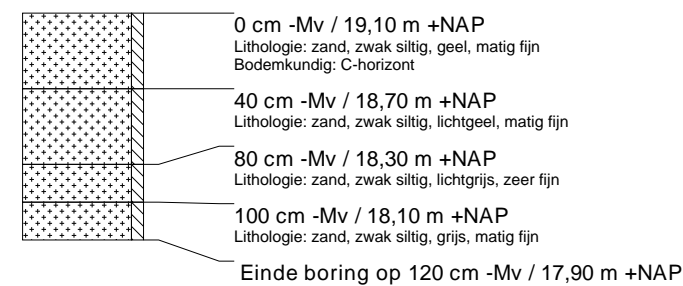 0 cm -Mv / 19,10 m +NAP
Lithologie: zand, zwak siltig, geel, matig fijn
Bodemkundig: C-horizont
40 cm -Mv / 18,70 m +NAP
Lithologie: zand, zwak siltig, lichtgeel, matig fijn
80 cm -Mv / 18,30 m +NAP
Lithologie: zand, zwak siltig, lichtgrijs, zeer fijn
100 cm -Mv / 18,10 m +NAP
Lithologie: zand, zwak siltig, grijs, matig fijn
Einde boring op 120 cm -Mv / 17,90 m +NAP